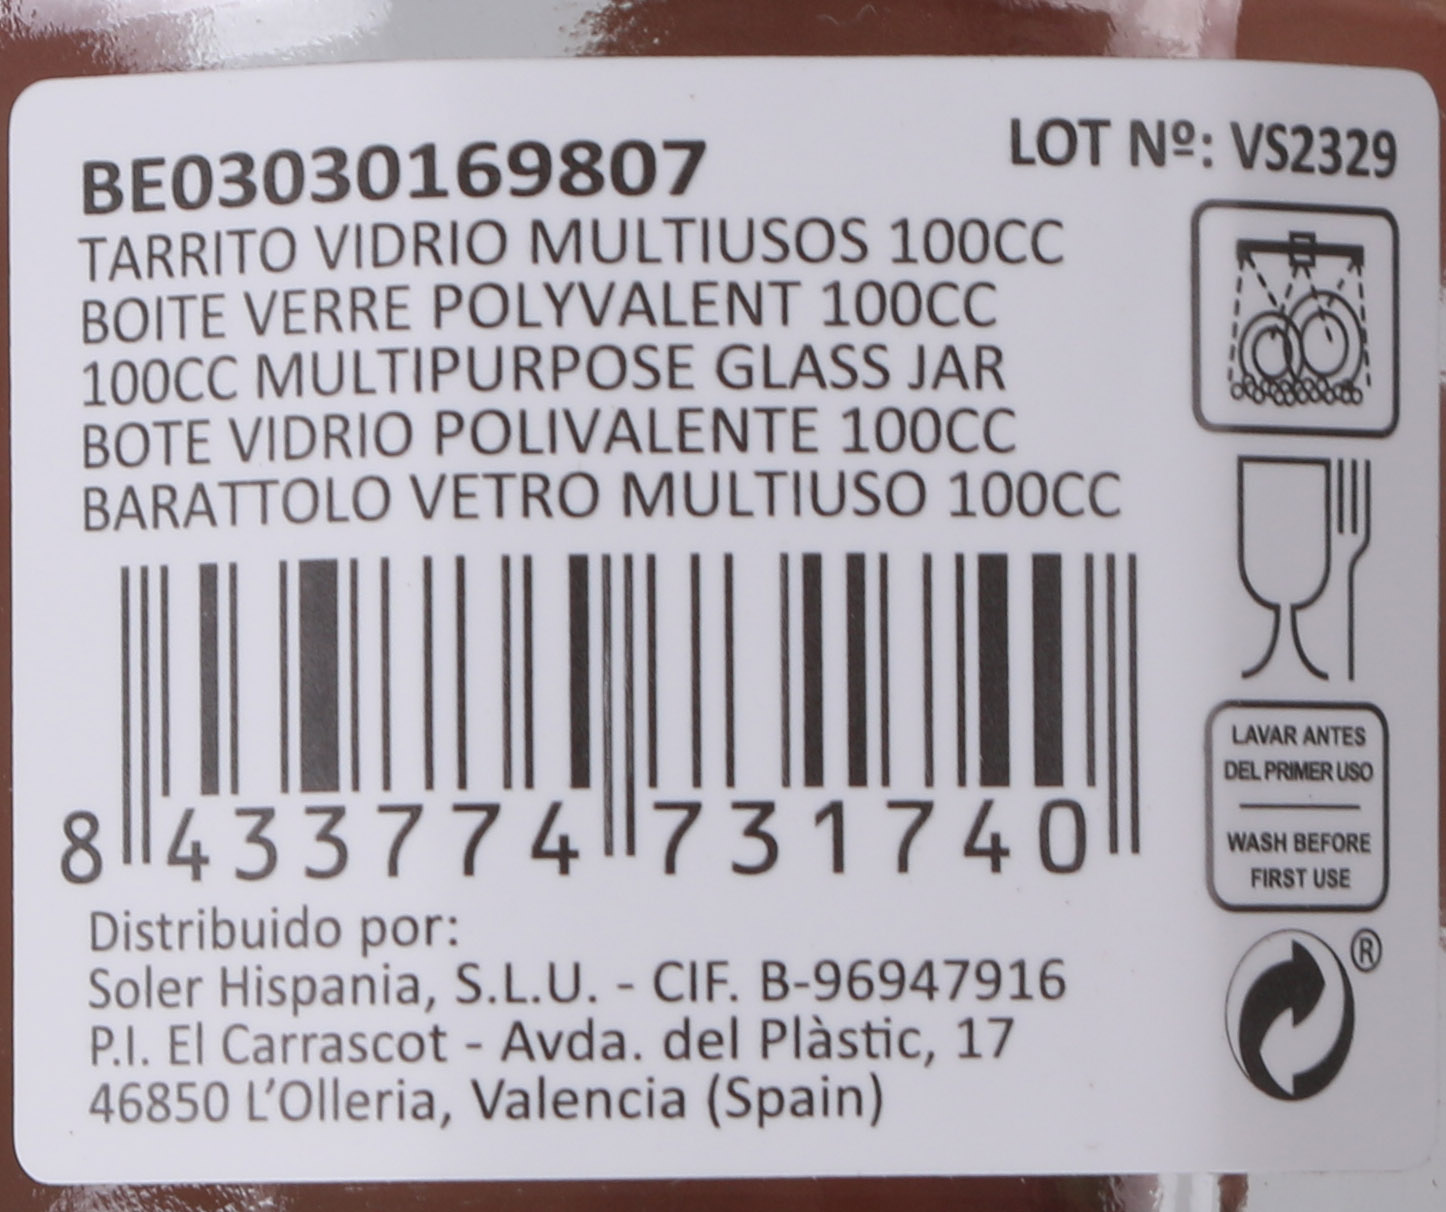 BE03030169807
LOT Nº: VS2329
TARRITO VIDRIO MULTIUSOS 100CC
BOITE VERRE POLYVALENT 100CC
100CC MULTIPURPOSE GLASS JAR
BOTE VIDRIO POLIVALENTE 100CC
BARATTOLO VETRO MULTIUSO 100CC
8 433774 731740
LAVAR ANTES
DEL PRIMER USO
WASH BEFORE
FIRST USE
®
Distribuido por:
Soler Hispania, S.L.U. - CIF. B-96947916
P.I. El Carrascot - Avda. del Plàstic, 17
46850 L'Olleria, Valencia (Spain)